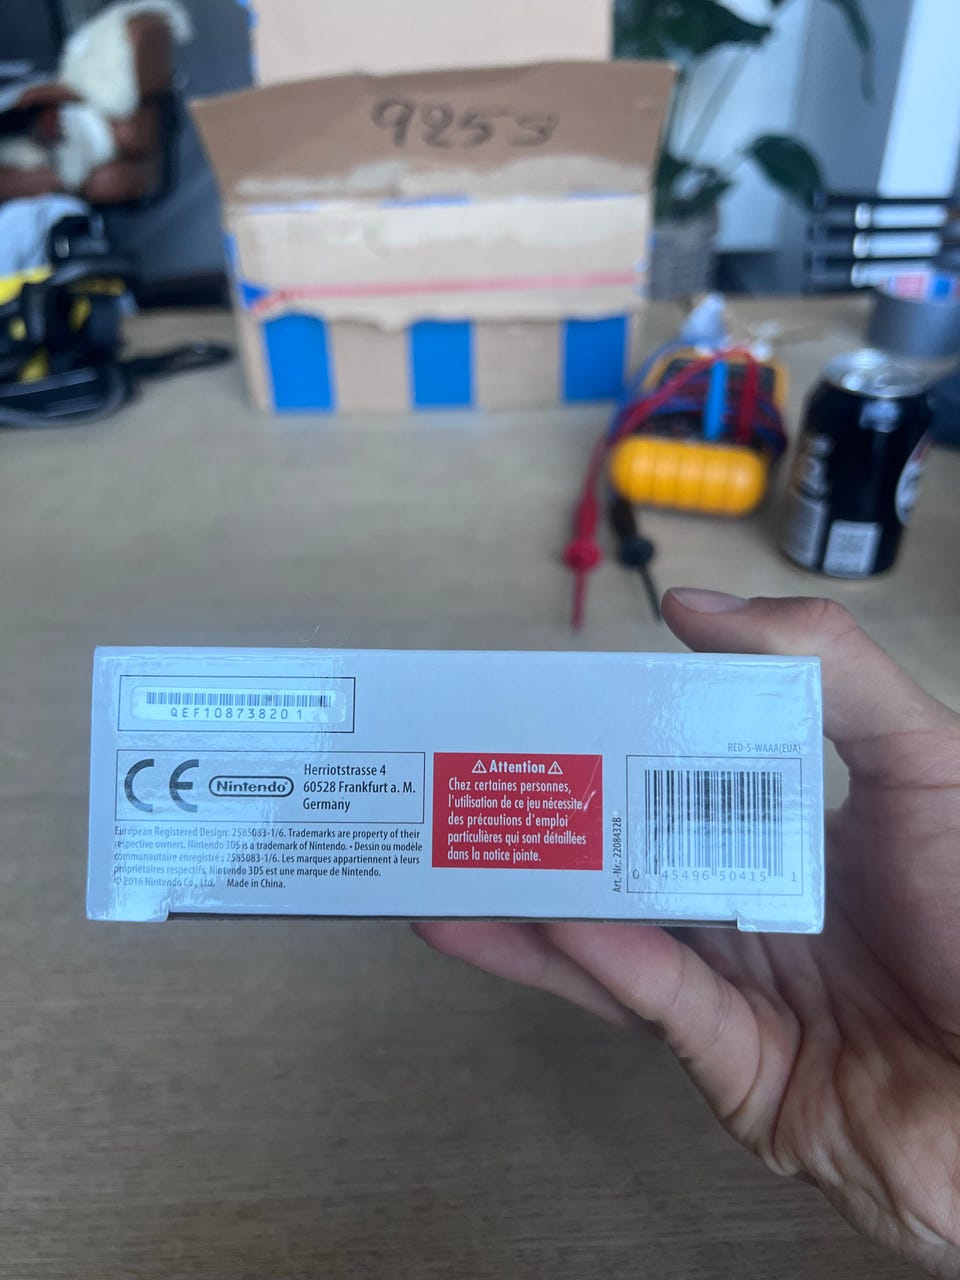 9253
QEF10873820 1
RED-S-WAAA(EUA)
CE Nintendo
Herriotstrasse 4
60528 Frankfurt a. M.
Germany
European Registered Design: 2585083-1/6. Trademarks are property of their
respective owners. Nintendo 3DS is a trademark of Nintendo. • Dessin ou modèle
communautaire enregistré : 2585083-1/6. Les marques appartiennent à leurs
propriétaires respectifs. Nintendo 3DS est une marque de Nintendo.
© 2016 Nintendo Co., Ltd. Made in China.
⚠ Attention ⚠
Chez certaines personnes,
l'utilisation de ce jeu nécessite
des précautions d'emploi
particulières qui sont détaillées
dans la notice jointe.
Art.-Nr.: 2208432B
0 45496 50415 1